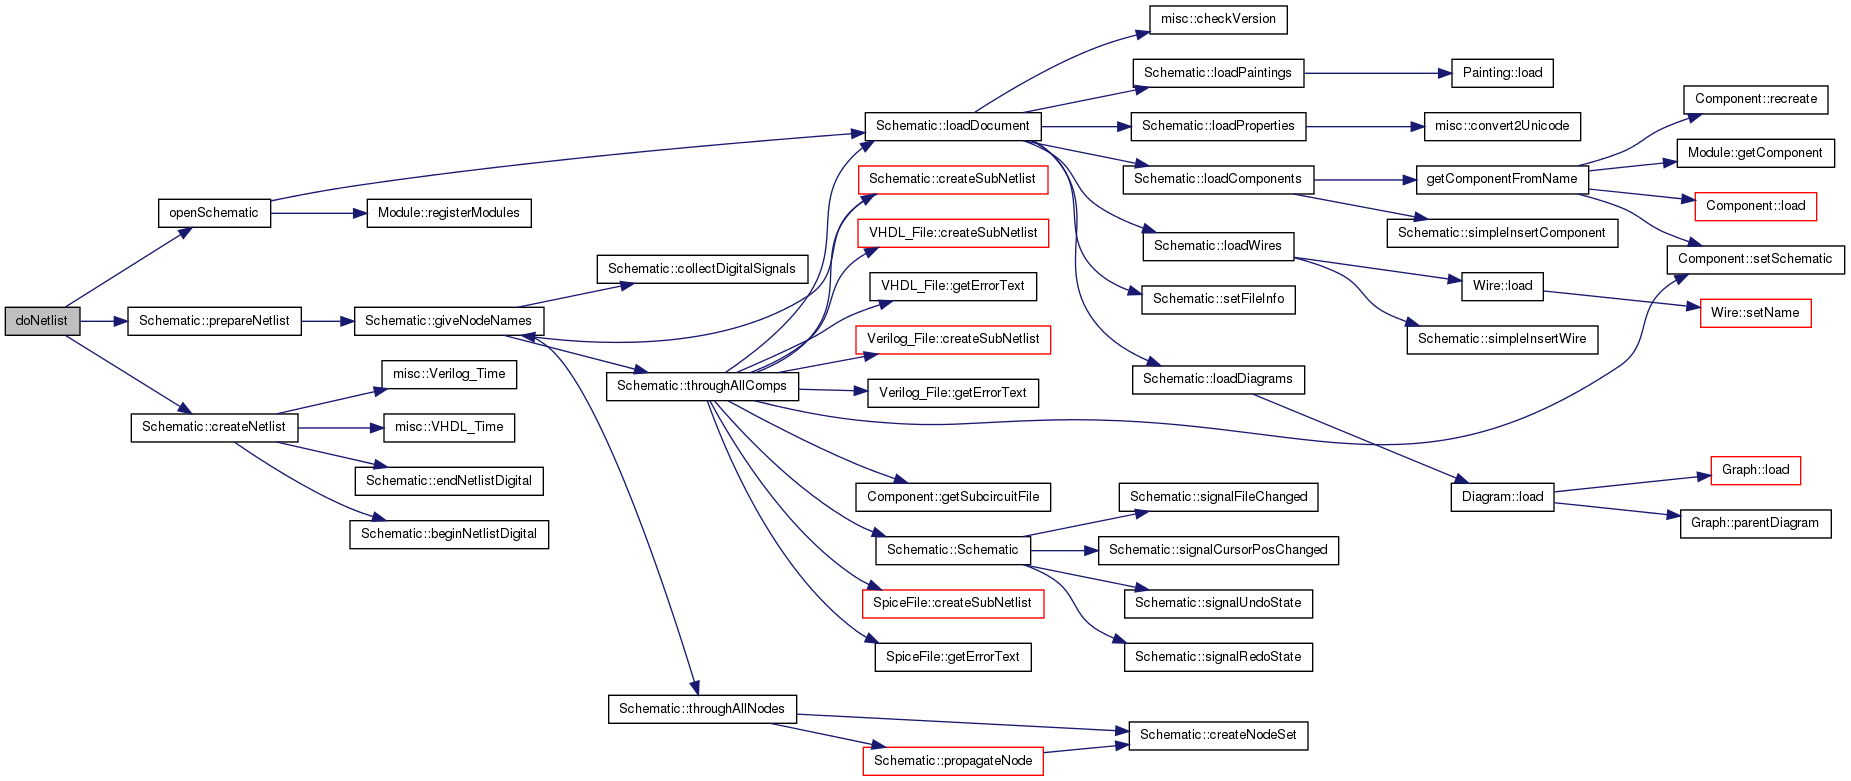 doNetlist
openSchematic
Schematic::prepareNetlist
Schematic::createNetlist
Module::registerModules
Schematic::giveNodeNames
misc::Verilog_Time
misc::VHDL_Time
Schematic::endNetlistDigital
Schematic::beginNetlistDigital
Schematic::collectDigitalSignals
Schematic::throughAllComps
Schematic::throughAllNodes
Schematic::loadDocument
Schematic::createSubNetlist
VHDL_File::createSubNetlist
VHDL_File::getErrorText
Verilog_File::createSubNetlist
Verilog_File::getErrorText
Component::getSubcircuitFile
Schematic::Schematic
SpiceFile::createSubNetlist
SpiceFile::getErrorText
Schematic::propagateNode
misc::checkVersion
Schematic::loadPaintings
Schematic::loadProperties
Schematic::loadComponents
Schematic::loadWires
Schematic::setFileInfo
Schematic::loadDiagrams
Schematic::signalFileChanged
Schematic::signalCursorPosChanged
Schematic::signalUndoState
Schematic::signalRedoState
Schematic::createNodeSet
Painting::load
misc::convert2Unicode
getComponentFromName
Schematic::simpleInsertComponent
Wire::load
Schematic::simpleInsertWire
Diagram::load
Component::recreate
Module::getComponent
Component::load
Component::setSchematic
Wire::setName
Graph::load
Graph::parentDiagram